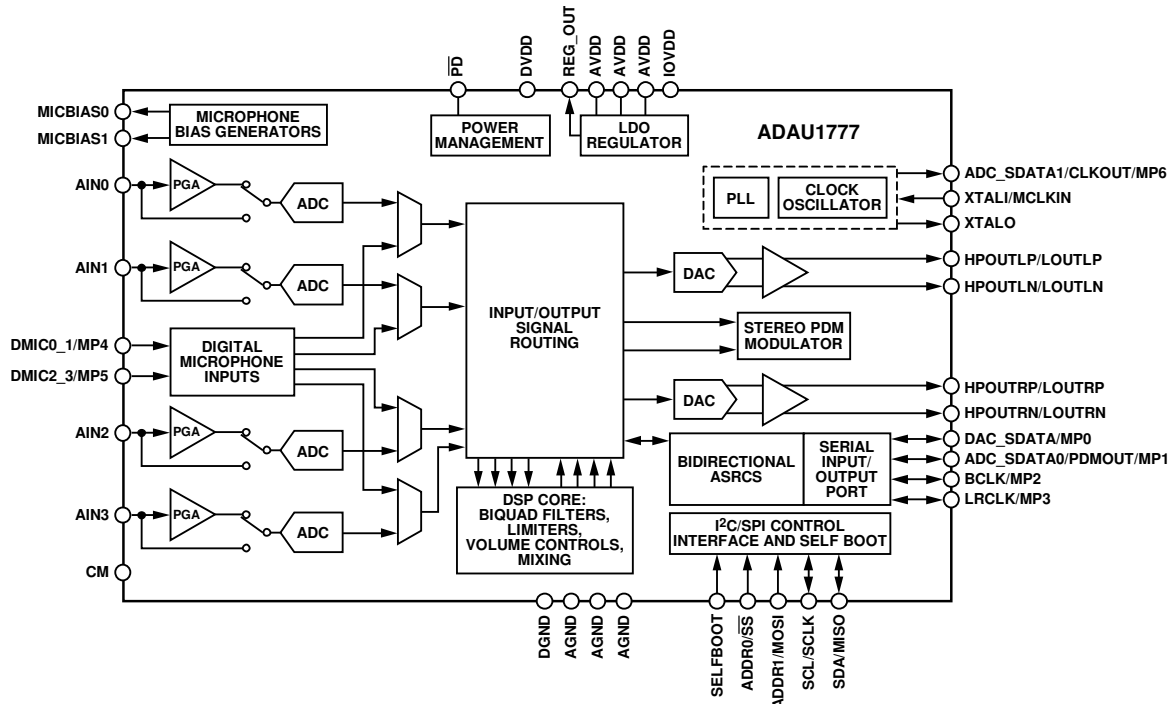 PD
DVDD
REG_OUT
AVDD
AVDD
AVDD
IOVDD
MICBIAS0
MICBIAS1
MICROPHONE
BIAS GENERATORS
POWER
MANAGEMENT
LDO
REGULATOR
ADAU1777
AIN0
PGA
ADC
PLL
CLOCK
OSCILLATOR
ADC_SDATA1/CLKOUT/MP6
XTALI/MCLKIN
XTALO
AIN1
PGA
ADC
INPUT/OUTPUT
SIGNAL
ROUTING
DAC
HPOUTLP/LOUTLP
HPOUTLN/LOUTLN
DMIC0_1/MP4
DMIC2_3/MP5
DIGITAL
MICROPHONE
INPUTS
STEREO PDM
MODULATOR
DAC
HPOUTRP/LOUTRP
HPOUTRN/LOUTRN
AIN2
PGA
ADC
BIDIRECTIONAL
ASRCS
SERIAL
INPUT/
OUTPUT
PORT
DAC_SDATA/MP0
ADC_SDATA0/PDMOUT/MP1
BCLK/MP2
LRCLK/MP3
AIN3
PGA
ADC
DSP CORE:
BIQUAD FILTERS,
LIMITERS,
VOLUME CONTROLS,
MIXING
I²C/SPI CONTROL
INTERFACE AND SELF BOOT
CM
DGND
AGND
AGND
AGND
SELFBOOT
ADDR0/SS
ADDR1/MOSI
SCL/SCLK
SDA/MISO